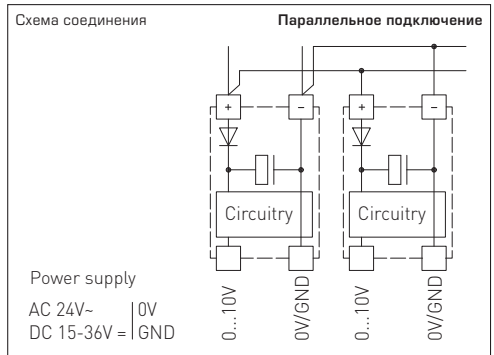 Схема соединения
Параллельное подключение
+
–
+
–
Circuitry
Circuitry
0...10V
0V/GND
0...10V
0V/GND
Power supply
AC 24V~ 0V
DC 15-36V = GND